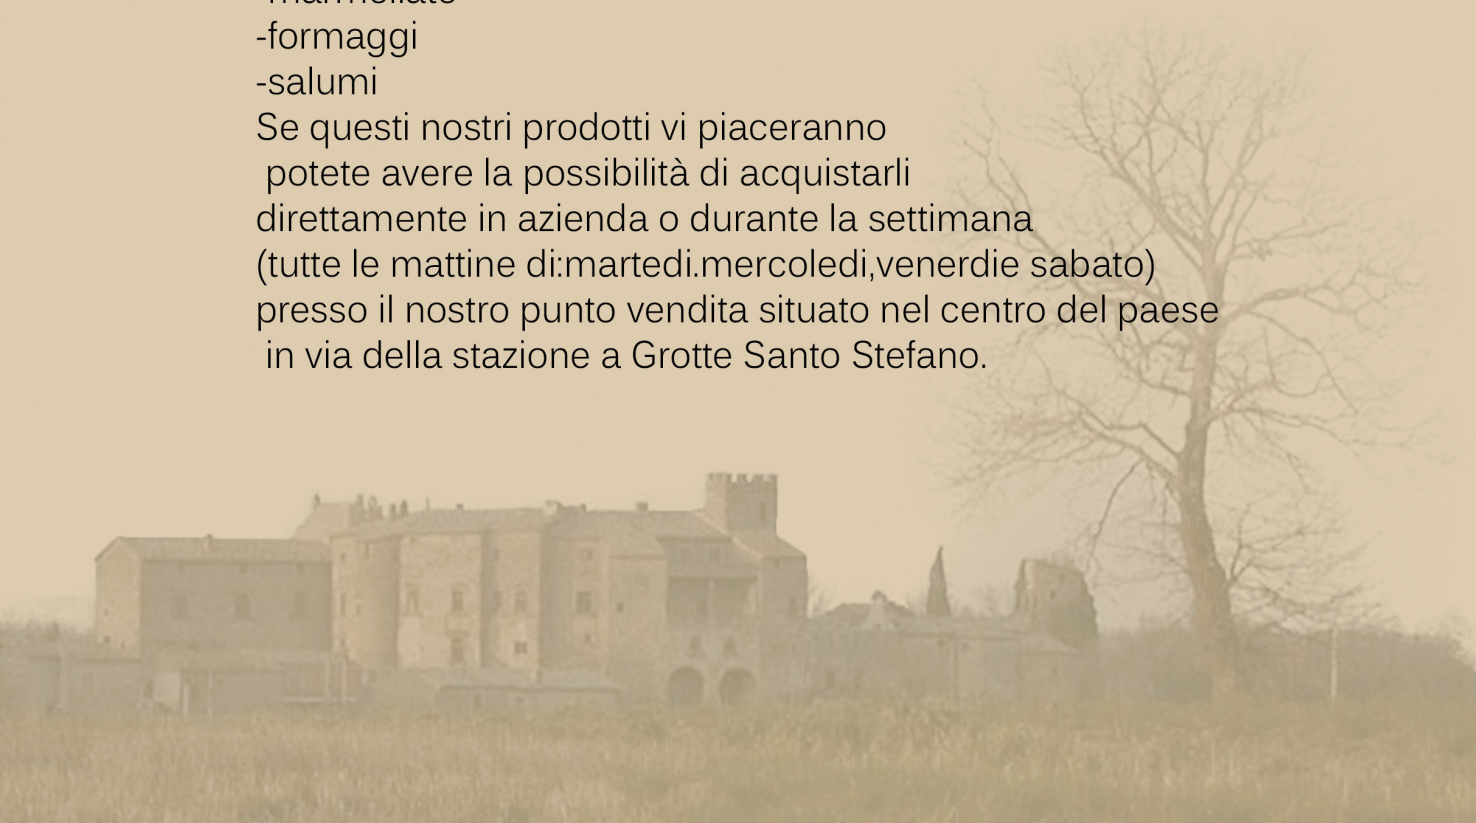 -marmellate
-formaggi
-salumi
Se questi nostri prodotti vi piaceranno
potete avere la possibilità di acquistarli
direttamente in azienda o durante la settimana
(tutte le mattine di:martedi.mercoledi,venerdie sabato)
presso il nostro punto vendita situato nel centro del paese
in via della stazione a Grotte Santo Stefano.